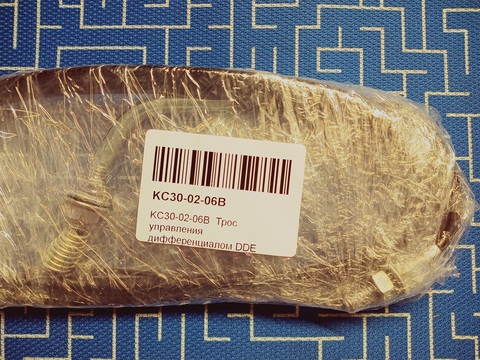 KC30-02-06B
KC30-02-06B Трос
управления
дифференциалом DDE